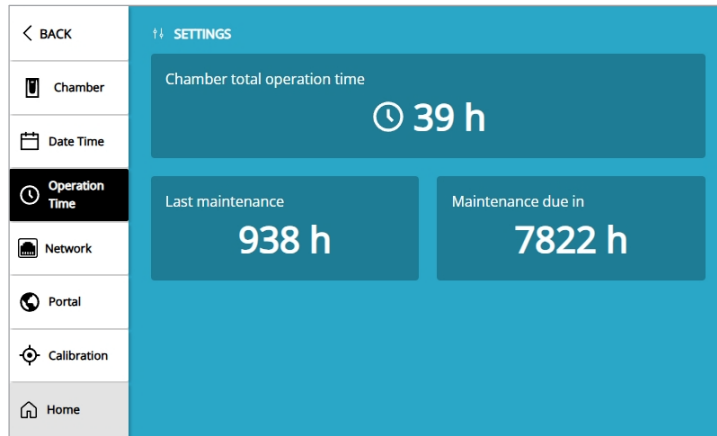 BACK
Chamber
Date Time
Operation
Time
Network
Portal
Calibration
Home
SETTINGS
Chamber total operation time
39 h
Last maintenance
938 h
Maintenance due in
7822 h